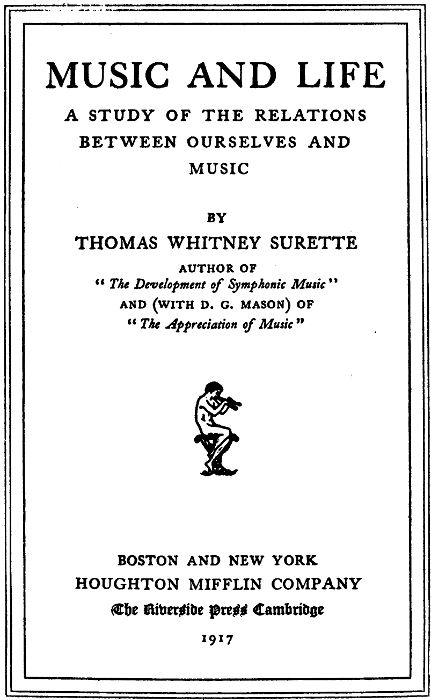 MUSIC AND LIFE
A STUDY OF THE RELATIONS
BETWEEN OURSELVES AND
MUSIC
BY
THOMAS WHITNEY SURETTE
AUTHOR OF
"The Development of Symphonic Music"
AND (WITH D. G. MASON) OF
"The Appreciation of Music"
BOSTON AND NEW YORK
HOUGHTON MIFFLIN COMPANY
The Riverside Press Cambridge
1917